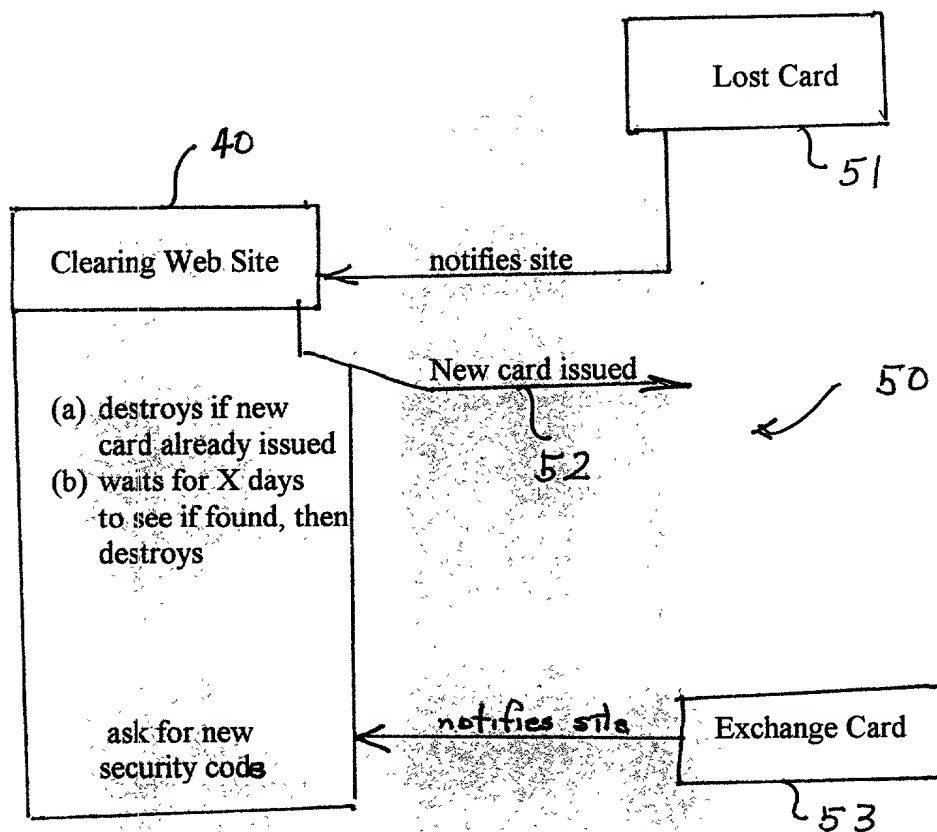 Lost Card
51
40
Clearing Web Site
notifies site
New card issued
50
52
(a) destroys if new
card already issued
(b) waits for X days
to see if found, then
destroys
notifies site
Exchange Card
53
ask for new
security code